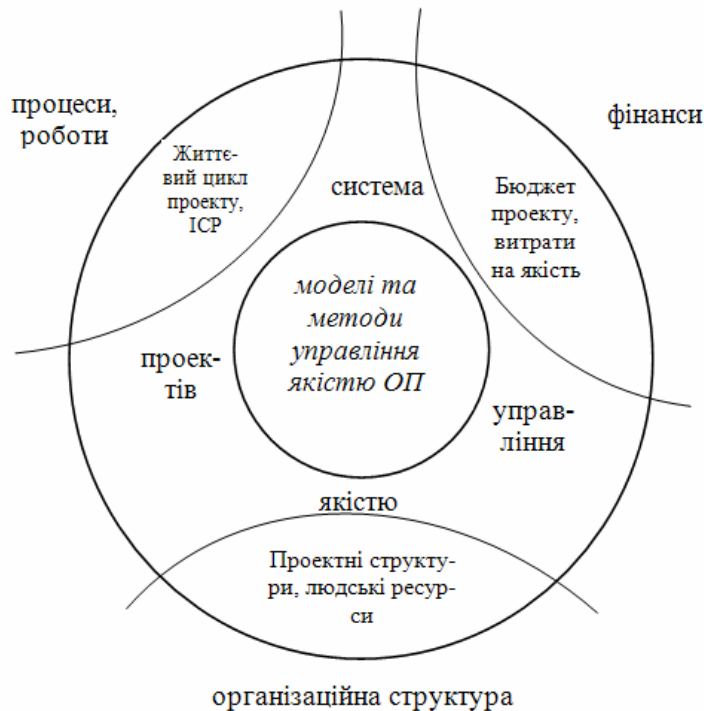 процеси,
роботи
фінанси
Життє-
вий цикл
проекту,
ІСР
система
Бюджет
проекту,
витрати
на якість
моделі та
методи
управління
якістю ОП
проек-
тів
управ-
ління
якістю
Проектні структу-
ри, людські ресур-
си
організаційна структура